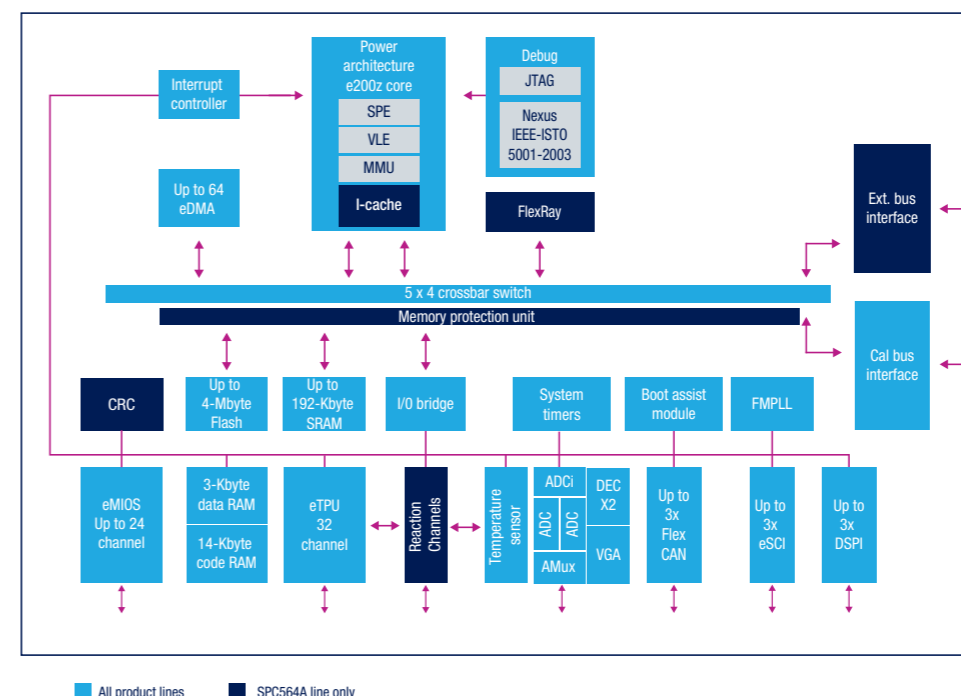 Power
architecture
e200z core
SPE
VLE
MMU
I-cache
Debug
JTAG
Nexus
IEEE-ISTO
5001-2003
Interrupt
controller
Up to 64
eDMA
FlexRay
Ext. bus
interface
5 x 4 crossbar switch
Memory protection unit
Cal bus
interface
CRC
Up to
4-Mbyte
Flash
Up to
192-Kbyte
SRAM
I/O bridge
System
timers
Boot assist
module
FMPLL
eMIOS
Up to 24
channel
3-Kbyte
data RAM
14-Kbyte
code RAM
eTPU
32
channel
Reaction
Channels
Temperature
sensor
ADCi
ADC
ADC
AMux
DEC
X2
VGA
Up to
3x
Flex
CAN
Up to
3x
eSCI
Up to
3x
DSPI
All product lines
SPC564A line only